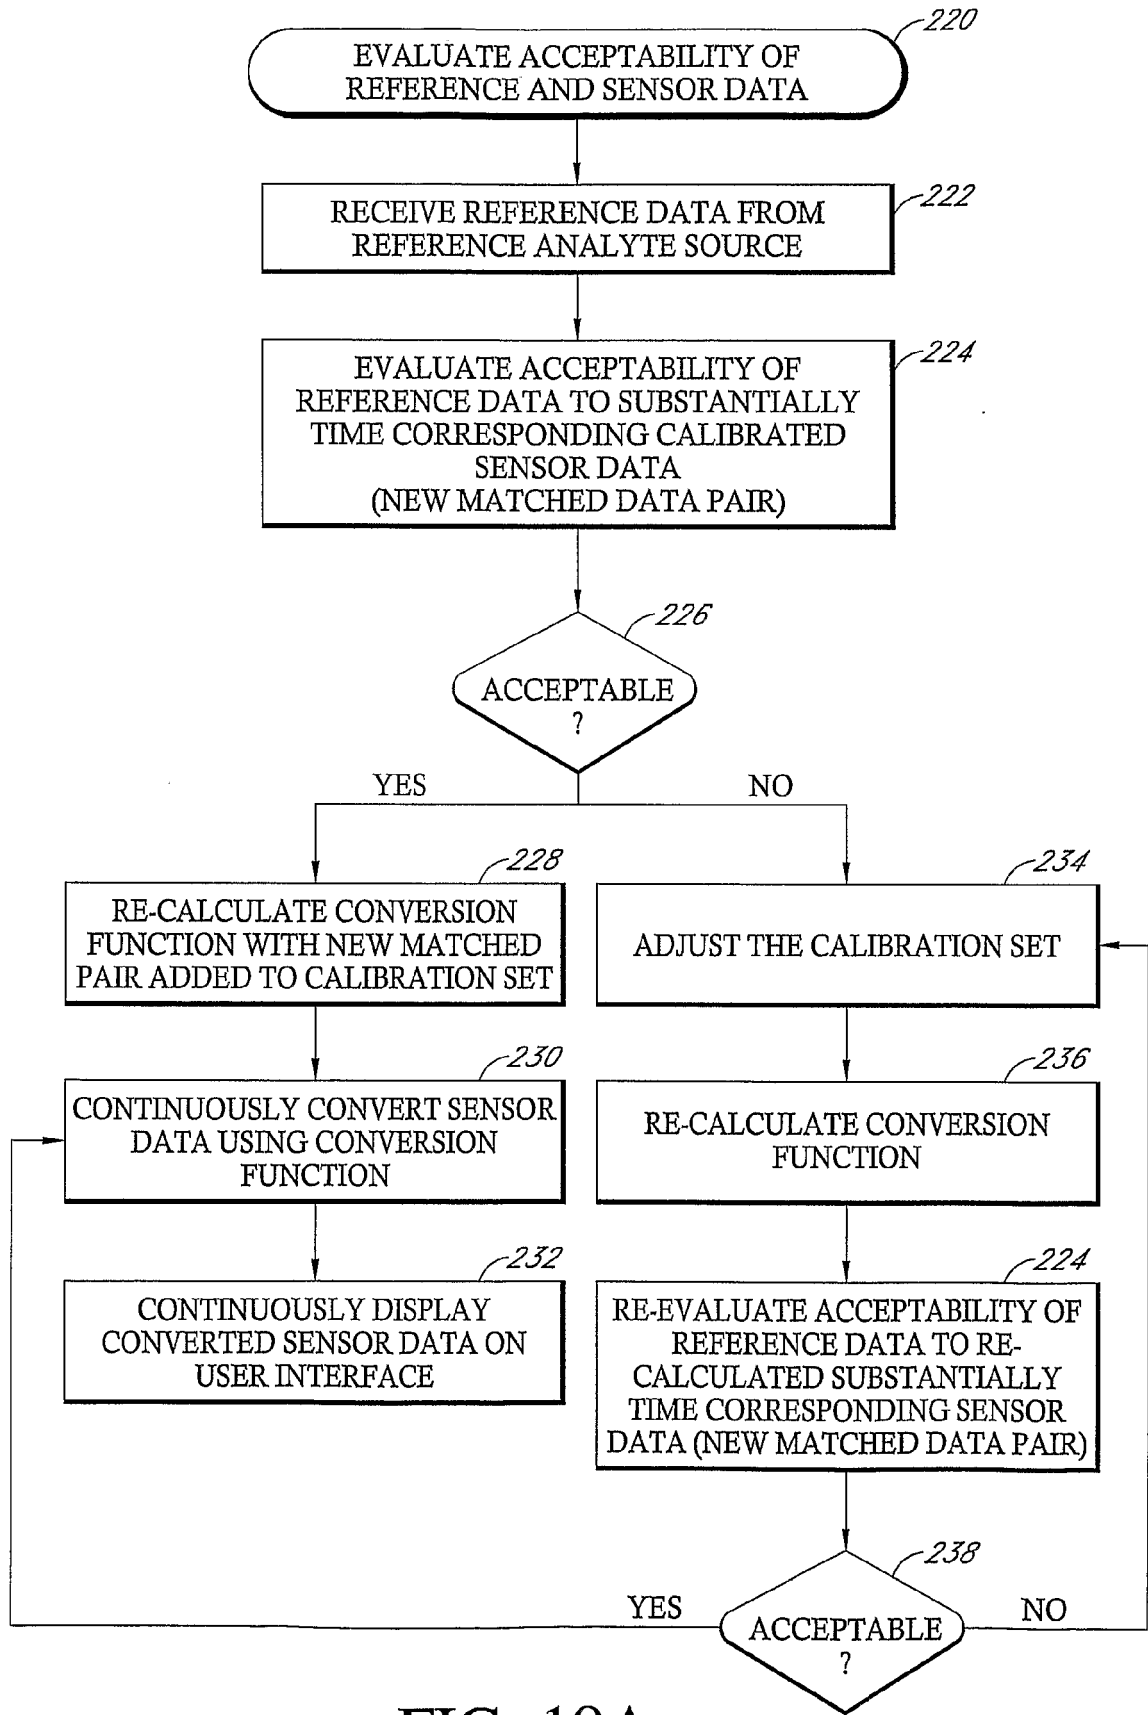 220
EVALUATE ACCEPTABILITY OF
REFERENCE AND SENSOR DATA
222
RECEIVE REFERENCE DATA FROM
REFERENCE ANALYTE SOURCE
224
EVALUATE ACCEPTABILITY OF
REFERENCE DATA TO SUBSTANTIALLY
TIME CORRESPONDING CALIBRATED
SENSOR DATA
(NEW MATCHED DATA PAIR)
226
ACCEPTABLE
?
YES
NO
228
RE-CALCULATE CONVERSION
FUNCTION WITH NEW MATCHED
PAIR ADDED TO CALIBRATION SET
234
ADJUST THE CALIBRATION SET
230
CONTINUOUSLY CONVERT SENSOR
DATA USING CONVERSION
FUNCTION
236
RE-CALCULATE CONVERSION
FUNCTION
232
CONTINUOUSLY DISPLAY
CONVERTED SENSOR DATA ON
USER INTERFACE
224
RE-EVALUATE ACCEPTABILITY OF
REFERENCE DATA TO RE-
CALCULATED SUBSTANTIALLY
TIME CORRESPONDING SENSOR
DATA (NEW MATCHED DATA PAIR)
238
YES
NO
ACCEPTABLE
?
FIG. 10A